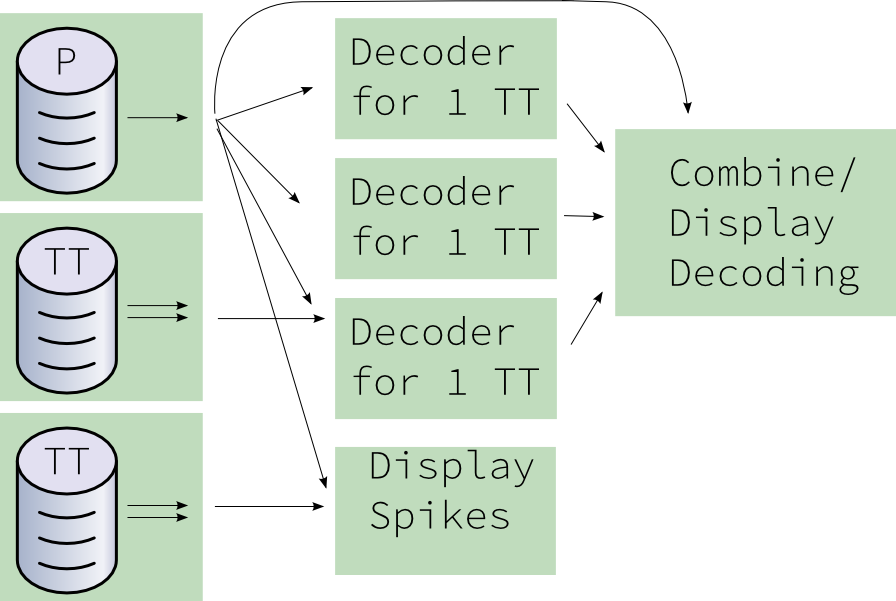 P
TT
TT
Decoder
for 1 TT
Decoder
for 1 TT
Decoder
for 1 TT
Display
Spikes
Combine/
Display
Decoding